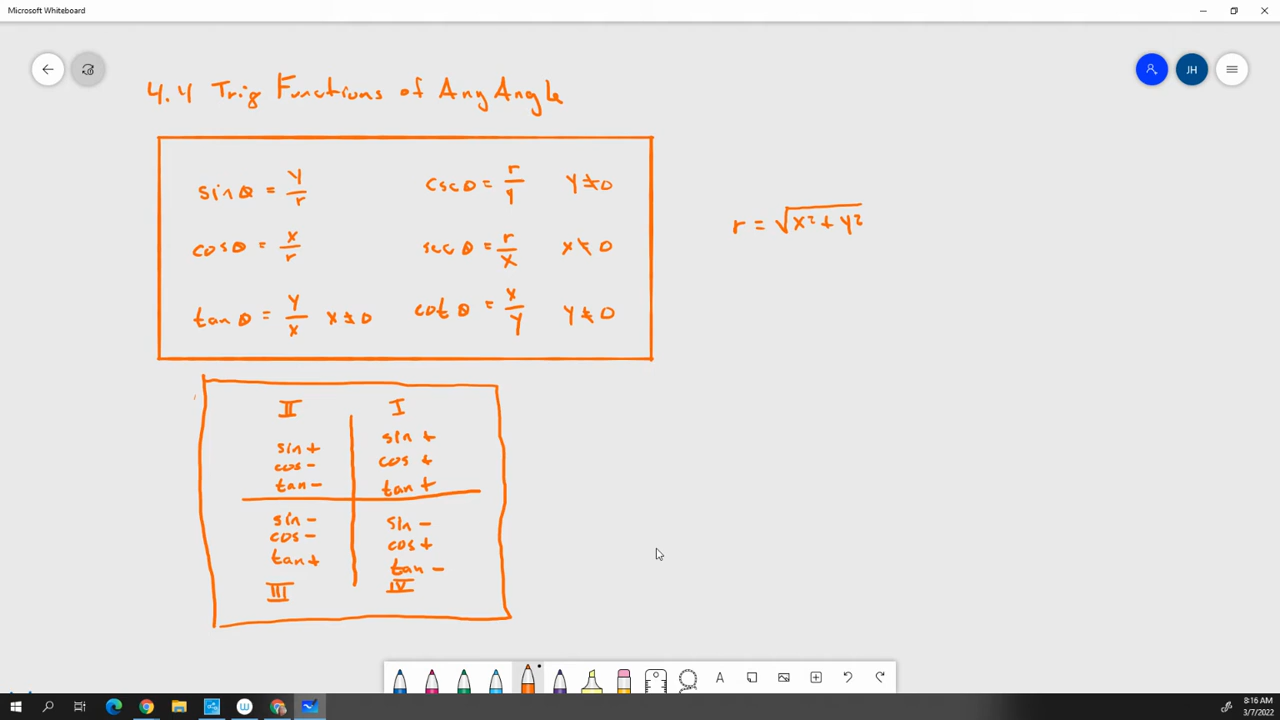 Microsoft Whiteboard
JH
4.4 Trig Functions of Any Angle
sin θ = y/r
csc θ = r/y y ≠ 0
cos θ = x/r
sec θ = r/x x ≠ 0
tan θ = y/x x ≠ 0
cot θ = x/y y ≠ 0
r = √x² + y²
II
sin +
cos -
tan -
I
sin +
cos +
tan +
sin -
cos -
tan +
III
sin -
cos +
tan -
IV
A
8:16 AM
3/7/2022